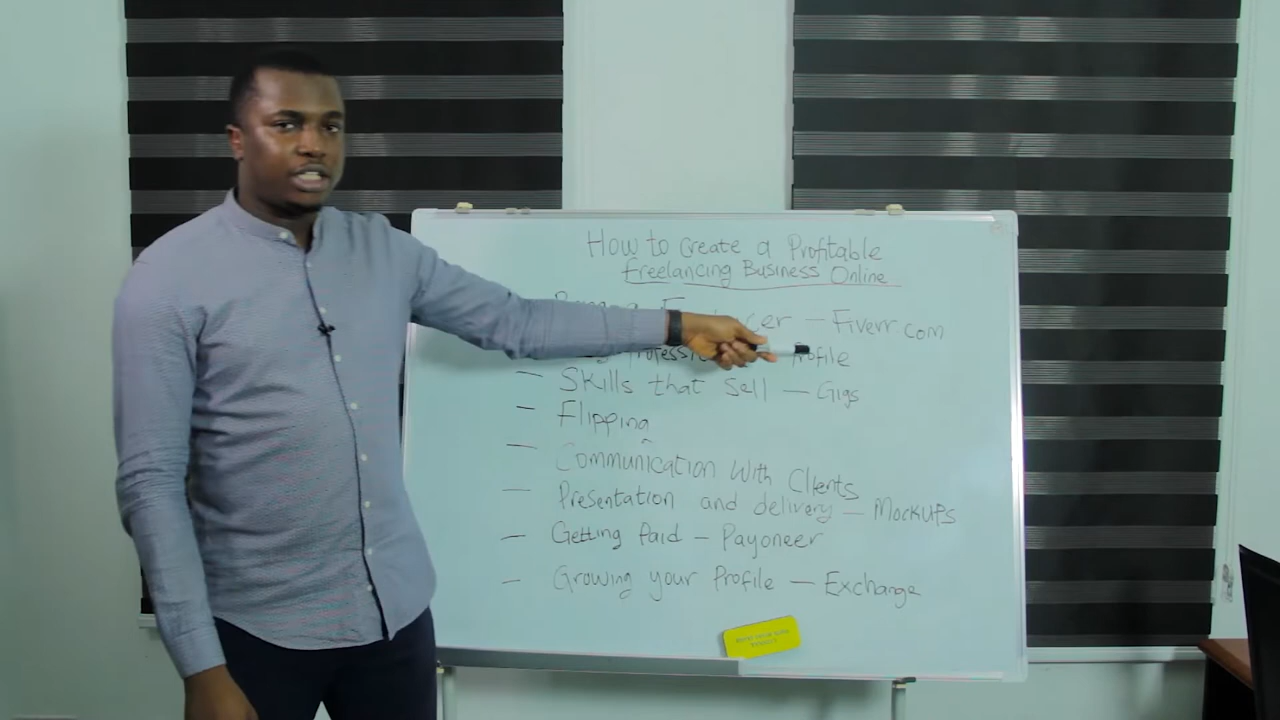 How to Create a Profitable
Freelancing Business Online
— Fiverr.com
Profile
— Skills that Sell — Gigs
— Flipping
— Communication With Clients
— Presentation and delivery — Mockups
— Getting Paid — Payoneer
— Growing your Profile — Exchange